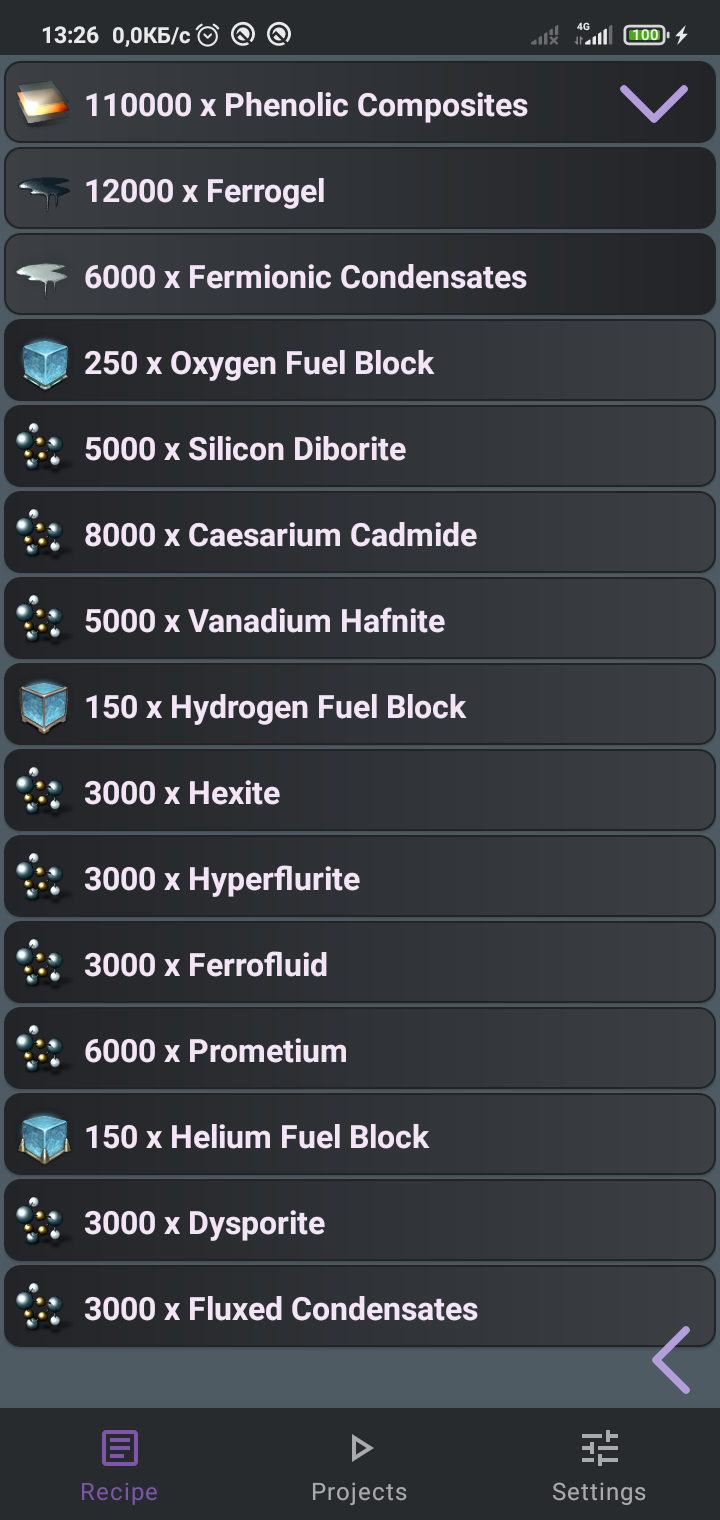 13:26 0,0КБ/с 4G 100
110000 x Phenolic Composites
12000 x Ferrogel
6000 x Fermionic Condensates
250 x Oxygen Fuel Block
5000 x Silicon Diborite
8000 x Caesarium Cadmide
5000 x Vanadium Hafnite
150 x Hydrogen Fuel Block
3000 x Hexite
3000 x Hyperflurite
3000 x Ferrofluid
6000 x Prometium
150 x Helium Fuel Block
3000 x Dysporite
3000 x Fluxed Condensates
Recipe Projects Settings